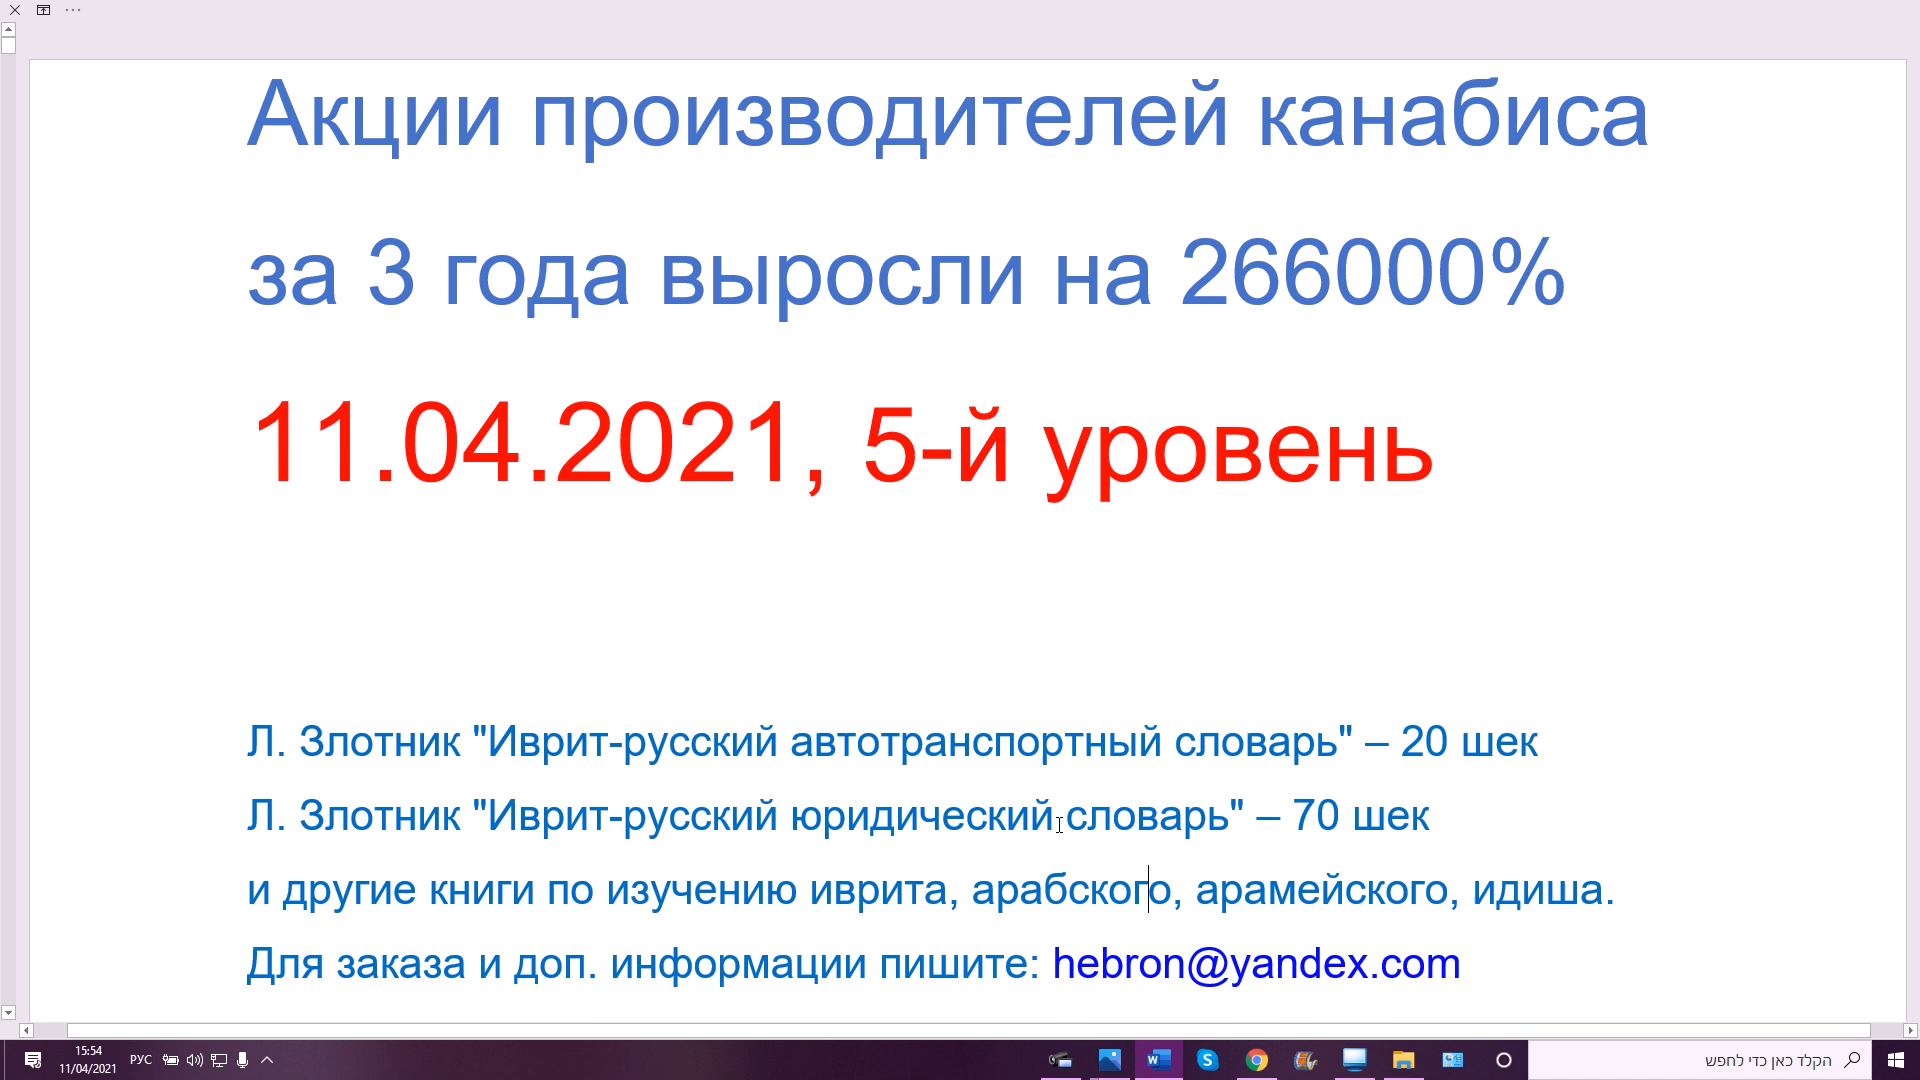 Акции производителей канабиса
за 3 года выросли на 266000%
11.04.2021, 5-й уровень
Л. Злотник "Иврит-русский автотранспортный словарь" – 20 шек
Л. Злотник "Иврит-русский юридический словарь" – 70 шек
и другие книги по изучению иврита, арабского, арамейского, идиша.
Для заказа и доп. информации пишите: hebron@yandex.com
15:54
11/04/2021
РУС
הקלד כאן כדי לחפש